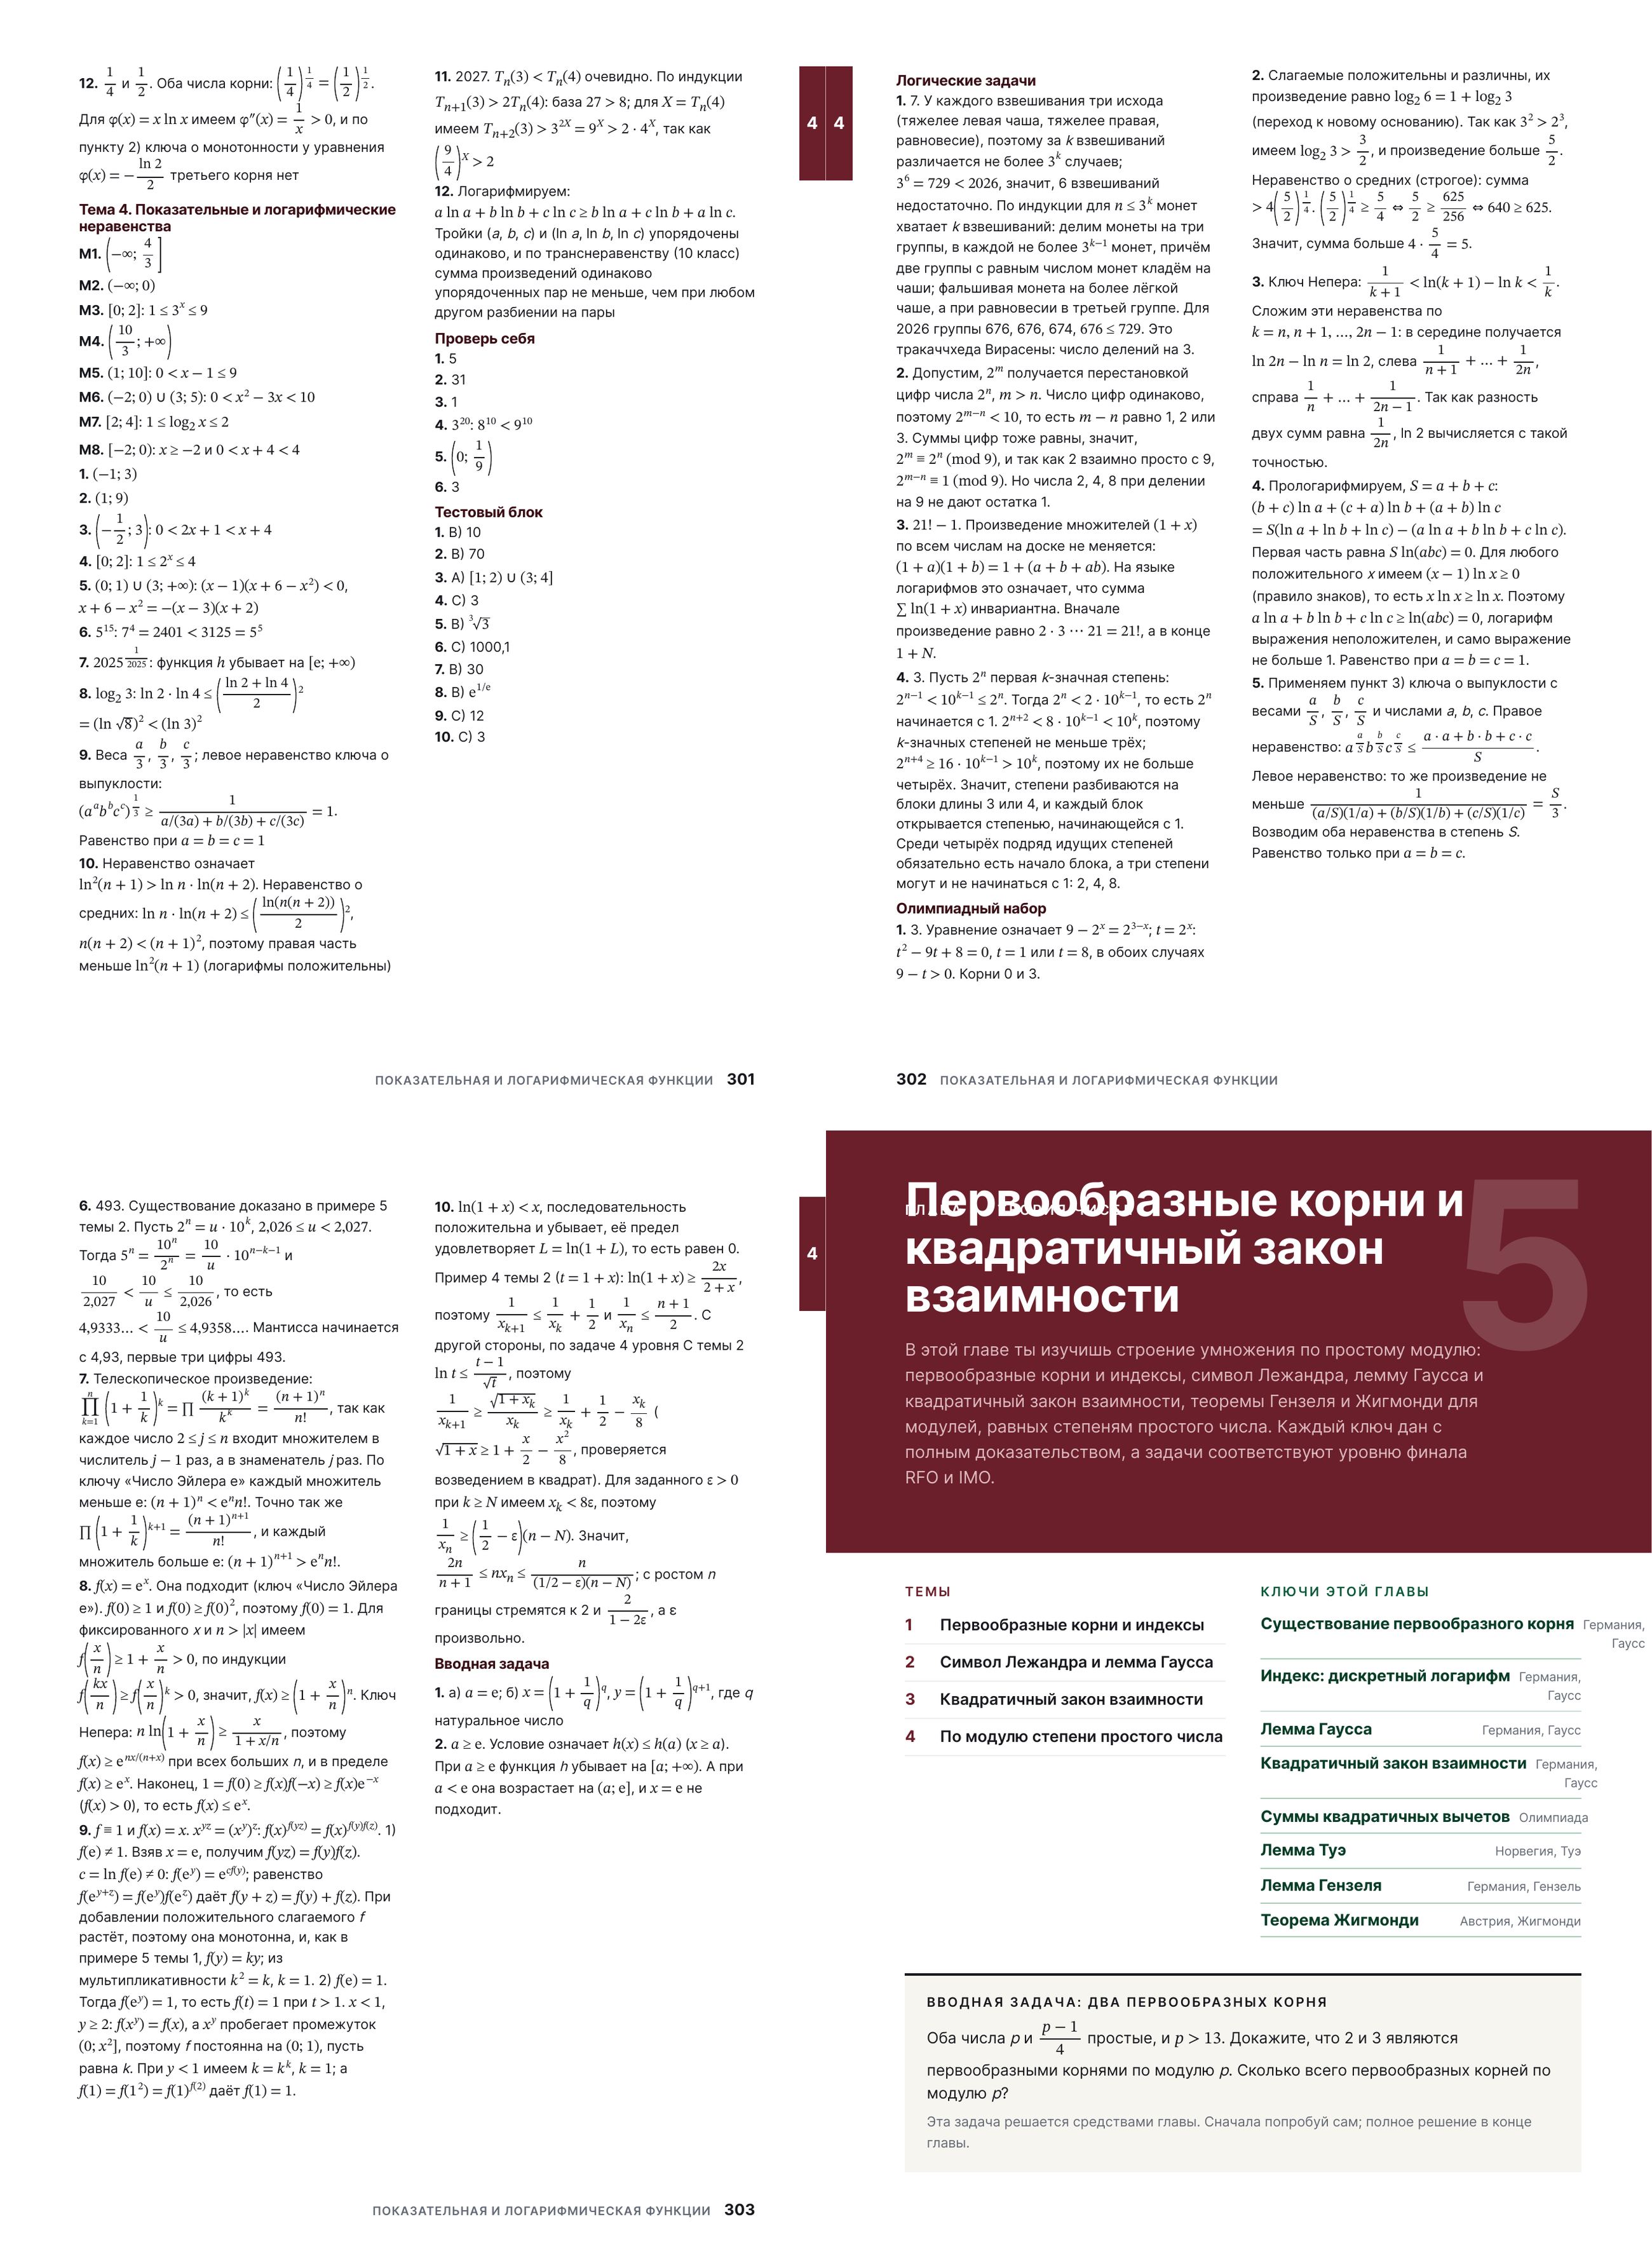 12. 1/4 и 1/2. Оба числа корни: (1/4)^(1/4) = (1/2)^(1/2).
Для φ(x) = x ln x имеем φ″(x) = 1/x > 0, и по
пункту 2) ключа о монотонности у уравнения
φ(x) = −(ln 2)/2 третьего корня нет
Тема 4. Показательные и логарифмические
неравенства
М1. (−∞; 4/3]
М2. (−∞; 0)
М3. [0; 2]: 1 ≤ 3^x ≤ 9
М4. (10/3; +∞)
М5. (1; 10]: 0 < x − 1 ≤ 9
М6. (−2; 0) ∪ (3; 5): 0 < x² − 3x < 10
М7. [2; 4]: 1 ≤ log₂ x ≤ 2
М8. [−2; 0): x ≥ −2 и 0 < x + 4 < 4
1. (−1; 3)
2. (1; 9)
3. (−1/2; 3): 0 < 2x + 1 < x + 4
4. [0; 2]: 1 ≤ 2^x ≤ 4
5. (0; 1) ∪ (3; +∞): (x − 1)(x + 6 − x²) < 0,
x + 6 − x² = −(x − 3)(x + 2)
6. 5^15: 7⁴ = 2401 < 3125 = 5⁵
7. 2025^(1/2025): функция h убывает на [e; +∞)
8. log₂ 3: ln 2 · ln 4 ≤ ((ln 2 + ln 4)/2)²
= (ln √8)² < (ln 3)²
9. Веса a/3, b/3, c/3; левое неравенство ключа о
выпуклости:
(a^a b^b c^c)^(1/3) ≥ 1/(a/(3a) + b/(3b) + c/(3c)) = 1.
Равенство при a = b = c = 1
10. Неравенство означает
ln²(n + 1) > ln n · ln(n + 2). Неравенство о
средних: ln n · ln(n + 2) ≤ (ln(n(n + 2))/2)²,
n(n + 2) < (n + 1)², поэтому правая часть
меньше ln²(n + 1) (логарифмы положительны)
11. 2027. T_n(3) < T_n(4) очевидно. По индукции
T_{n+1}(3) > 2T_n(4): база 27 > 8; для X = T_n(4)
имеем T_{n+2}(3) > 3^(2X) = 9^X > 2 · 4^X, так как
(9/4)^X > 2
12. Логарифмируем:
a ln a + b ln b + c ln c ≥ b ln a + c ln b + a ln c.
Тройки (a, b, c) и (ln a, ln b, ln c) упорядочены
одинаково, и по транснеравенству (10 класс)
сумма произведений одинаково
упорядоченных пар не меньше, чем при любом
другом разбиении на пары
Проверь себя
1. 5
2. 31
3. 1
4. 3^20: 8^10 < 9^10
5. (0; 1/9)
6. 3
Тестовый блок
1. B) 10
2. B) 70
3. A) [1; 2) ∪ (3; 4]
4. C) 3
5. B) ³√3
6. C) 1000,1
7. B) 30
8. B) e^(1/e)
9. C) 12
10. C) 3
ПОКАЗАТЕЛЬНАЯ И ЛОГАРИФМИЧЕСКАЯ ФУНКЦИИ 301
4 4
Логические задачи
1. 7. У каждого взвешивания три исхода
(тяжелее левая чаша, тяжелее правая,
равновесие), поэтому за k взвешиваний
различается не более 3^k случаев;
3⁶ = 729 < 2026, значит, 6 взвешиваний
недостаточно. По индукции для n ≤ 3^k монет
хватает k взвешиваний: делим монеты на три
группы, в каждой не более 3^(k−1) монет, причём
две группы с равным числом монет кладём на
чаши; фальшивая монета на более лёгкой
чаше, а при равновесии в третьей группе. Для
2026 группы 676, 676, 674, 676 ≤ 729. Это
тракаччхеда Вирасены: число делений на 3.
2. Допустим, 2^m получается перестановкой
цифр числа 2^n, m > n. Число цифр одинаково,
поэтому 2^(m−n) < 10, то есть m − n равно 1, 2 или
3. Суммы цифр тоже равны, значит,
2^m ≡ 2^n (mod 9), и так как 2 взаимно просто с 9,
2^(m−n) ≡ 1 (mod 9). Но числа 2, 4, 8 при делении
на 9 не дают остатка 1.
3. 21! − 1. Произведение множителей (1 + x)
по всем числам на доске не меняется:
(1 + a)(1 + b) = 1 + (a + b + ab). На языке
логарифмов это означает, что сумма
∑ ln(1 + x) инвариантна. Вначале
произведение равно 2 · 3 ⋯ 21 = 21!, а в конце
1 + N.
4. 3. Пусть 2^n первая k-значная степень:
2^(n−1) < 10^(k−1) ≤ 2^n. Тогда 2^n < 2 · 10^(k−1), то есть 2^n
начинается с 1. 2^(n+2) < 8 · 10^(k−1) < 10^k, поэтому
k-значных степеней не меньше трёх;
2^(n+4) ≥ 16 · 10^(k−1) > 10^k, поэтому их не больше
четырёх. Значит, степени разбиваются на
блоки длины 3 или 4, и каждый блок
открывается степенью, начинающейся с 1.
Среди четырёх подряд идущих степеней
обязательно есть начало блока, а три степени
могут и не начинаться с 1: 2, 4, 8.
Олимпиадный набор
1. 3. Уравнение означает 9 − 2^x = 2^(3−x); t = 2^x:
t² − 9t + 8 = 0, t = 1 или t = 8, в обоих случаях
9 − t > 0. Корни 0 и 3.
2. Слагаемые положительны и различны, их
произведение равно log₂ 6 = 1 + log₂ 3
(переход к новому основанию). Так как 3² > 2³,
имеем log₂ 3 > 3/2, и произведение больше 5/2.
Неравенство о средних (строгое): сумма
> 4(5/2)^(1/4). (5/2)^(1/4) ≥ 5/4 ⇔ 5/2 ≥ 625/256 ⇔ 640 ≥ 625.
Значит, сумма больше 4 · 5/4 = 5.
3. Ключ Непера: 1/(k + 1) < ln(k + 1) − ln k < 1/k.
Сложим эти неравенства по
k = n, n + 1, …, 2n − 1: в середине получается
ln 2n − ln n = ln 2, слева 1/(n + 1) + … + 1/(2n),
справа 1/n + … + 1/(2n − 1). Так как разность
двух сумм равна 1/(2n), ln 2 вычисляется с такой
точностью.
4. Прологарифмируем, S = a + b + c:
(b + c) ln a + (c + a) ln b + (a + b) ln c
= S(ln a + ln b + ln c) − (a ln a + b ln b + c ln c).
Первая часть равна S ln(abc) = 0. Для любого
положительного x имеем (x − 1) ln x ≥ 0
(правило знаков), то есть x ln x ≥ ln x. Поэтому
a ln a + b ln b + c ln c ≥ ln(abc) = 0, логарифм
выражения неположителен, и само выражение
не больше 1. Равенство при a = b = c = 1.
5. Применяем пункт 3) ключа о выпуклости с
весами a/S, b/S, c/S и числами a, b, c. Правое
неравенство: a^(a/S) b^(b/S) c^(c/S) ≤ (a · a + b · b + c · c)/S.
Левое неравенство: то же произведение не
меньше 1/((a/S)(1/a) + (b/S)(1/b) + (c/S)(1/c)) = S/3.
Возводим оба неравенства в степень S.
Равенство только при a = b = c.
302 ПОКАЗАТЕЛЬНАЯ И ЛОГАРИФМИЧЕСКАЯ ФУНКЦИИ
6. 493. Существование доказано в примере 5
темы 2. Пусть 2^n = u · 10^k, 2,026 ≤ u < 2,027.
Тогда 5^n = 10^n/2^n = 10/u · 10^(n−k−1) и
10/2,027 < 10/u ≤ 10/2,026, то есть
4,9333… < 10/u ≤ 4,9358…. Мантисса начинается
с 4,93, первые три цифры 493.
7. Телескопическое произведение:
∏_{k=1}^{n} (1 + 1/k)^k = ∏ (k + 1)^k/k^k = (n + 1)^n/n!, так как
каждое число 2 ≤ j ≤ n входит множителем в
числитель j − 1 раз, а в знаменатель j раз. По
ключу «Число Эйлера e» каждый множитель
меньше e: (n + 1)^n < e^n n!. Точно так же
∏ (1 + 1/k)^(k+1) = (n + 1)^(n+1)/n!, и каждый
множитель больше e: (n + 1)^(n+1) > e^n n!.
8. f(x) = e^x. Она подходит (ключ «Число Эйлера
e»). f(0) ≥ 1 и f(0) ≥ f(0)², поэтому f(0) = 1. Для
фиксированного x и n > |x| имеем
f(x/n) ≥ 1 + x/n > 0, по индукции
f(kx/n) ≥ f(x/n)^k > 0, значит, f(x) ≥ (1 + x/n)^n. Ключ
Непера: n ln(1 + x/n) ≥ x/(1 + x/n), поэтому
f(x) ≥ e^(nx/(n+x)) при всех больших n, и в пределе
f(x) ≥ e^x. Наконец, 1 = f(0) ≥ f(x)f(−x) ≥ f(x)e^(−x)
(f(x) > 0), то есть f(x) ≤ e^x.
9. f ≡ 1 и f(x) = x. x^(yz) = (x^y)^z: f(x)^(f(yz)) = f(x)^(f(y)f(z)). 1)
f(e) ≠ 1. Взяв x = e, получим f(yz) = f(y)f(z).
c = ln f(e) ≠ 0: f(e^y) = e^(cf(y)); равенство
f(e^(y+z)) = f(e^y)f(e^z) даёт f(y + z) = f(y) + f(z). При
добавлении положительного слагаемого f
растёт, поэтому она монотонна, и, как в
примере 5 темы 1, f(y) = ky; из
мультипликативности k² = k, k = 1. 2) f(e) = 1.
Тогда f(e^y) = 1, то есть f(t) = 1 при t > 1. x < 1,
y ≥ 2: f(x^y) = f(x), а x^y пробегает промежуток
(0; x²], поэтому f постоянна на (0; 1), пусть
равна k. При y < 1 имеем k = k^k, k = 1; а
f(1) = f(1²) = f(1)^(f(2)) даёт f(1) = 1.
10. ln(1 + x) < x, последовательность
положительна и убывает, её предел
удовлетворяет L = ln(1 + L), то есть равен 0.
Пример 4 темы 2 (t = 1 + x): ln(1 + x) ≥ 2x/(2 + x),
поэтому 1/x_{k+1} ≤ 1/x_k + 1/2 и 1/x_n ≤ (n + 1)/2. С
другой стороны, по задаче 4 уровня C темы 2
ln t ≤ (t − 1)/√t, поэтому
1/x_{k+1} ≥ √(1 + x_k)/x_k ≥ 1/x_k + 1/2 − x_k/8 (
√(1 + x) ≥ 1 + x/2 − x²/8, проверяется
возведением в квадрат). Для заданного ε > 0
при k ≥ N имеем x_k < 8ε, поэтому
1/x_n ≥ (1/2 − ε)(n − N). Значит,
2n/(n + 1) ≤ nx_n ≤ n/((1/2 − ε)(n − N)); с ростом n
границы стремятся к 2 и 2/(1 − 2ε), а ε
произвольно.
Вводная задача
1. а) a = e; б) x = (1 + 1/q)^q, y = (1 + 1/q)^(q+1), где q
натуральное число
2. a ≥ e. Условие означает h(x) ≤ h(a) (x ≥ a).
При a ≥ e функция h убывает на [a; +∞). А при
a < e она возрастает на (a; e], и x = e не
подходит.
ПОКАЗАТЕЛЬНАЯ И ЛОГАРИФМИЧЕСКАЯ ФУНКЦИИ 303
4
5
Первообразные корни и
квадратичный закон
взаимности
В этой главе ты изучишь строение умножения по простому модулю:
первообразные корни и индексы, символ Лежандра, лемму Гаусса и
квадратичный закон взаимности, теоремы Гензеля и Жигмонди для
модулей, равных степеням простого числа. Каждый ключ дан с
полным доказательством, а задачи соответствуют уровню финала
RFO и IMO.
ТЕМЫ
1 Первообразные корни и индексы
2 Символ Лежандра и лемма Гаусса
3 Квадратичный закон взаимности
4 По модулю степени простого числа
КЛЮЧИ ЭТОЙ ГЛАВЫ
Существование первообразного корня Германия,
Гаусс
Индекс: дискретный логарифм Германия,
Гаусс
Лемма Гаусса Германия, Гаусс
Квадратичный закон взаимности Германия,
Гаусс
Суммы квадратичных вычетов Олимпиада
Лемма Туэ Норвегия, Туэ
Лемма Гензеля Германия, Гензель
Теорема Жигмонди Австрия, Жигмонди
ВВОДНАЯ ЗАДАЧА: ДВА ПЕРВООБРАЗНЫХ КОРНЯ
Оба числа p и (p − 1)/4 простые, и p > 13. Докажите, что 2 и 3 являются
первообразными корнями по модулю p. Сколько всего первообразных корней по
модулю p?
Эта задача решается средствами главы. Сначала попробуй сам; полное решение в конце
главы.